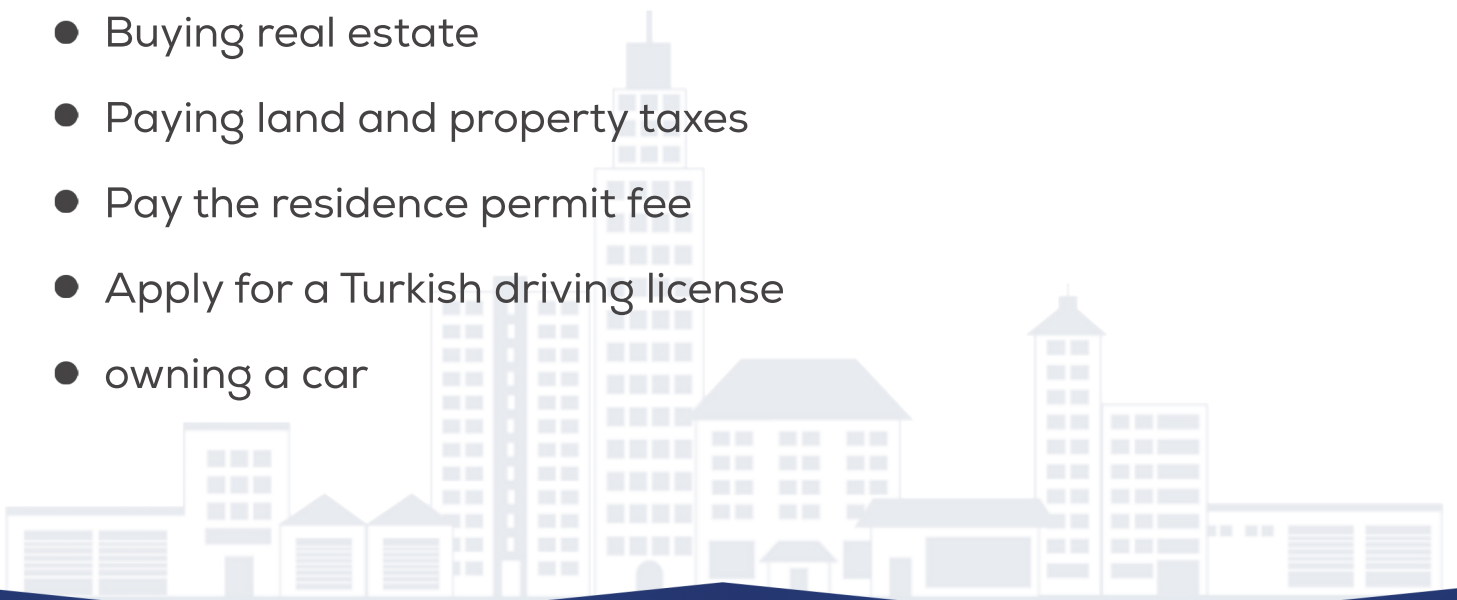 Buying real estate
Paying land and property taxes
Pay the residence permit fee
Apply for a Turkish driving license
owning a car